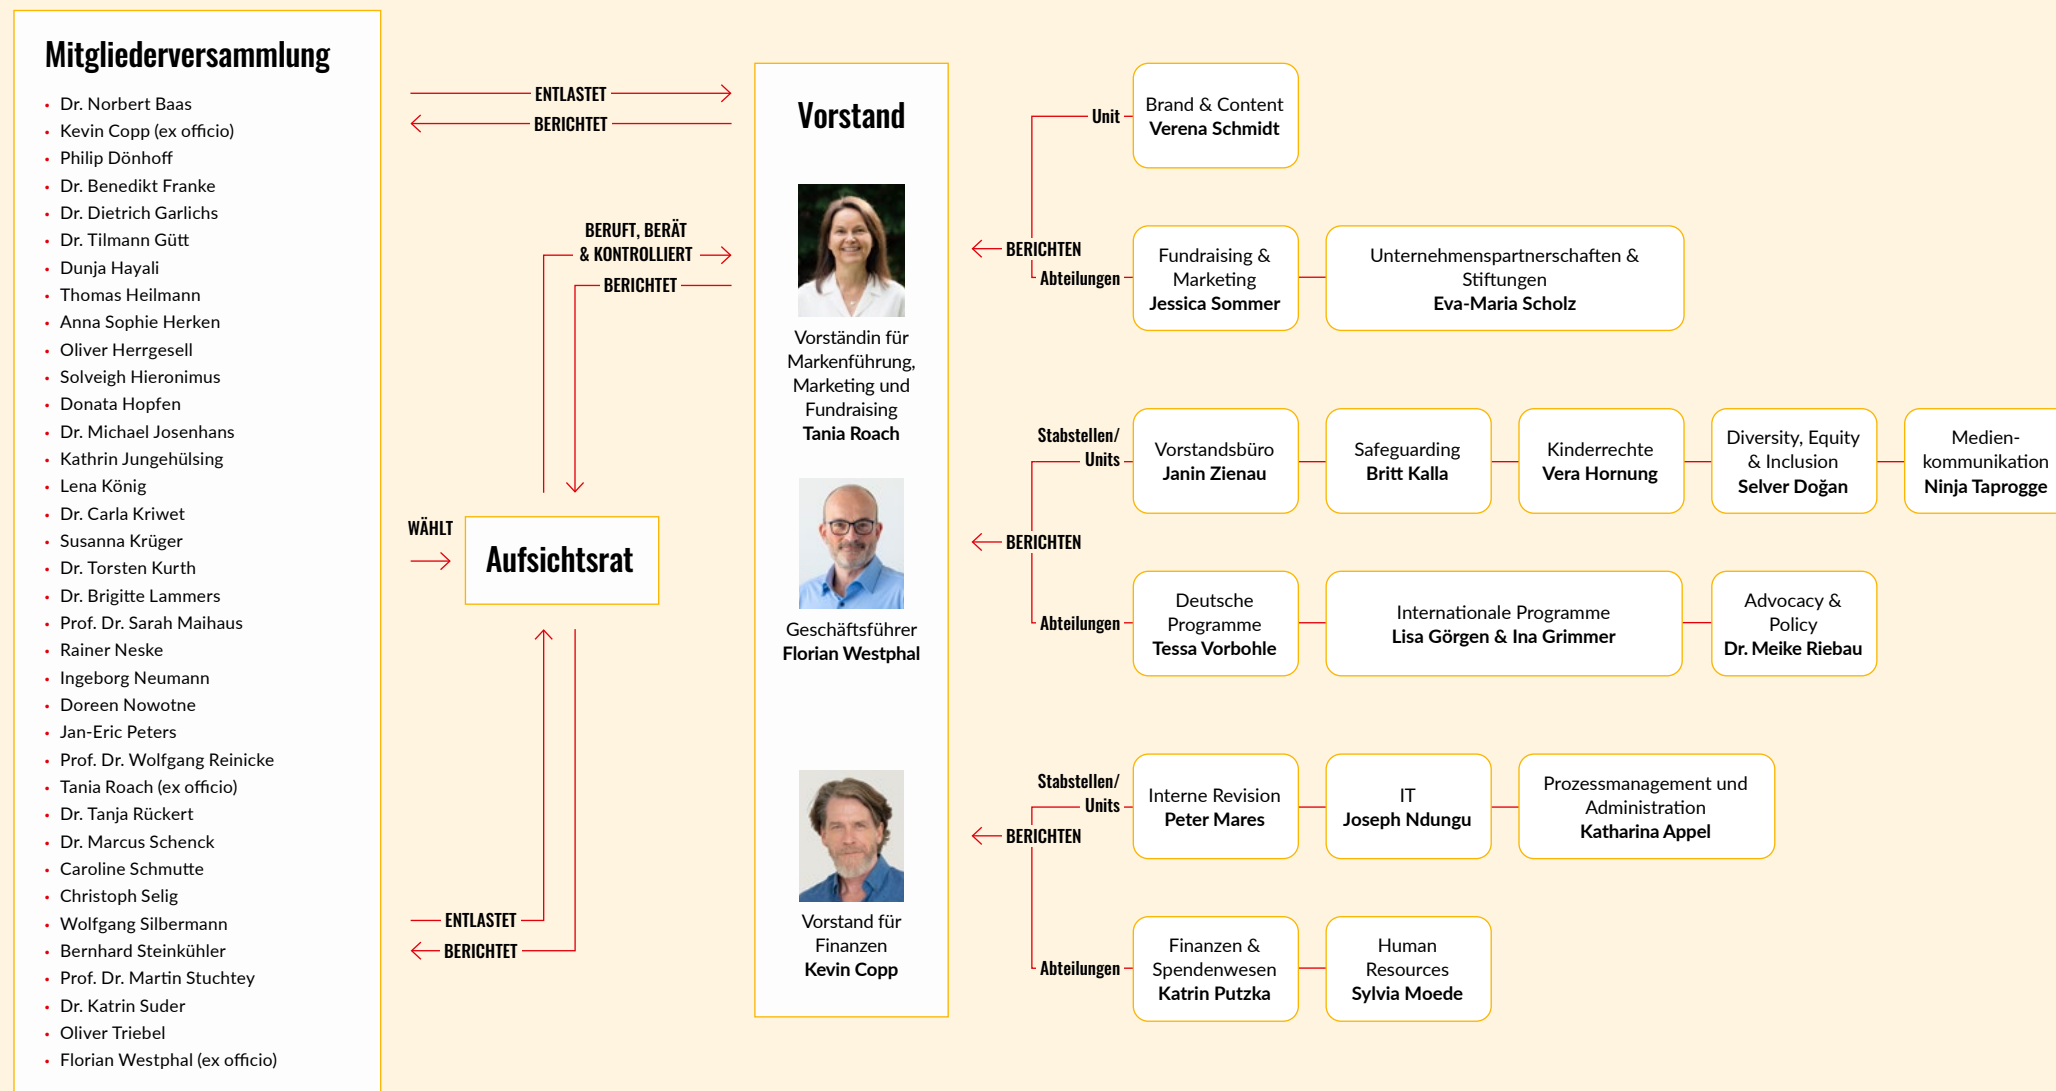 Mitgliederversammlung
Dr. Norbert Baas
Kevin Copp (ex officio)
Philip Dönhoff
Dr. Benedikt Franke
Dr. Dietrich Garlichs
Dr. Tilmann Gütt
Dunja Hayali
Thomas Heilmann
Anna Sophie Herken
Oliver Herrgesell
Solveigh Hieronimus
Donata Hopfen
Dr. Michael Josenhans
Kathrin Jungehülsing
Lena König
Dr. Carla Kriwet
Susanna Krüger
Dr. Torsten Kurth
Dr. Brigitte Lammers
Prof. Dr. Sarah Maihaus
Rainer Neske
Ingeborg Neumann
Doreen Nowotne
Jan-Eric Peters
Prof. Dr. Wolfgang Reinicke
Tania Roach (ex officio)
Dr. Tanja Rückert
Dr. Marcus Schenck
Caroline Schmutte
Christoph Selig
Wolfgang Silbermann
Bernhard Steinkühler
Prof. Dr. Martin Stuchtey
Dr. Katrin Suder
Oliver Triebel
Florian Westphal (ex officio)
ENTLASTET
BERICHTET
BERUFT, BERÄT
& KONTROLLIERT
BERICHTET
WÄHLT
Aufsichtsrat
ENTLASTET
BERICHTET
Vorstand
Vorständin für
Markenführung,
Marketing und
Fundraising
Tania Roach
Geschäftsführer
Florian Westphal
Vorstand für
Finanzen
Kevin Copp
BERICHTEN
Unit
Brand & Content
Verena Schmidt
Abteilungen
Fundraising &
Marketing
Jessica Sommer
Unternehmenspartnerschaften &
Stiftungen
Eva-Maria Scholz
BERICHTEN
Stabstellen/
Units
Vorstandsbüro
Janin Zienau
Safeguarding
Britt Kalla
Kinderrechte
Vera Hornung
Diversity, Equity
& Inclusion
Selver Doğan
Medien-
kommunikation
Ninja Taprogge
Abteilungen
Deutsche
Programme
Tessa Vorbohle
Internationale Programme
Lisa Görgen & Ina Grimmer
Advocacy &
Policy
Dr. Meike Riebau
BERICHTEN
Stabstellen/
Units
Interne Revision
Peter Mares
IT
Joseph Ndungu
Prozessmanagement und
Administration
Katharina Appel
Abteilungen
Finanzen &
Spendenwesen
Katrin Putzka
Human
Resources
Sylvia Moede